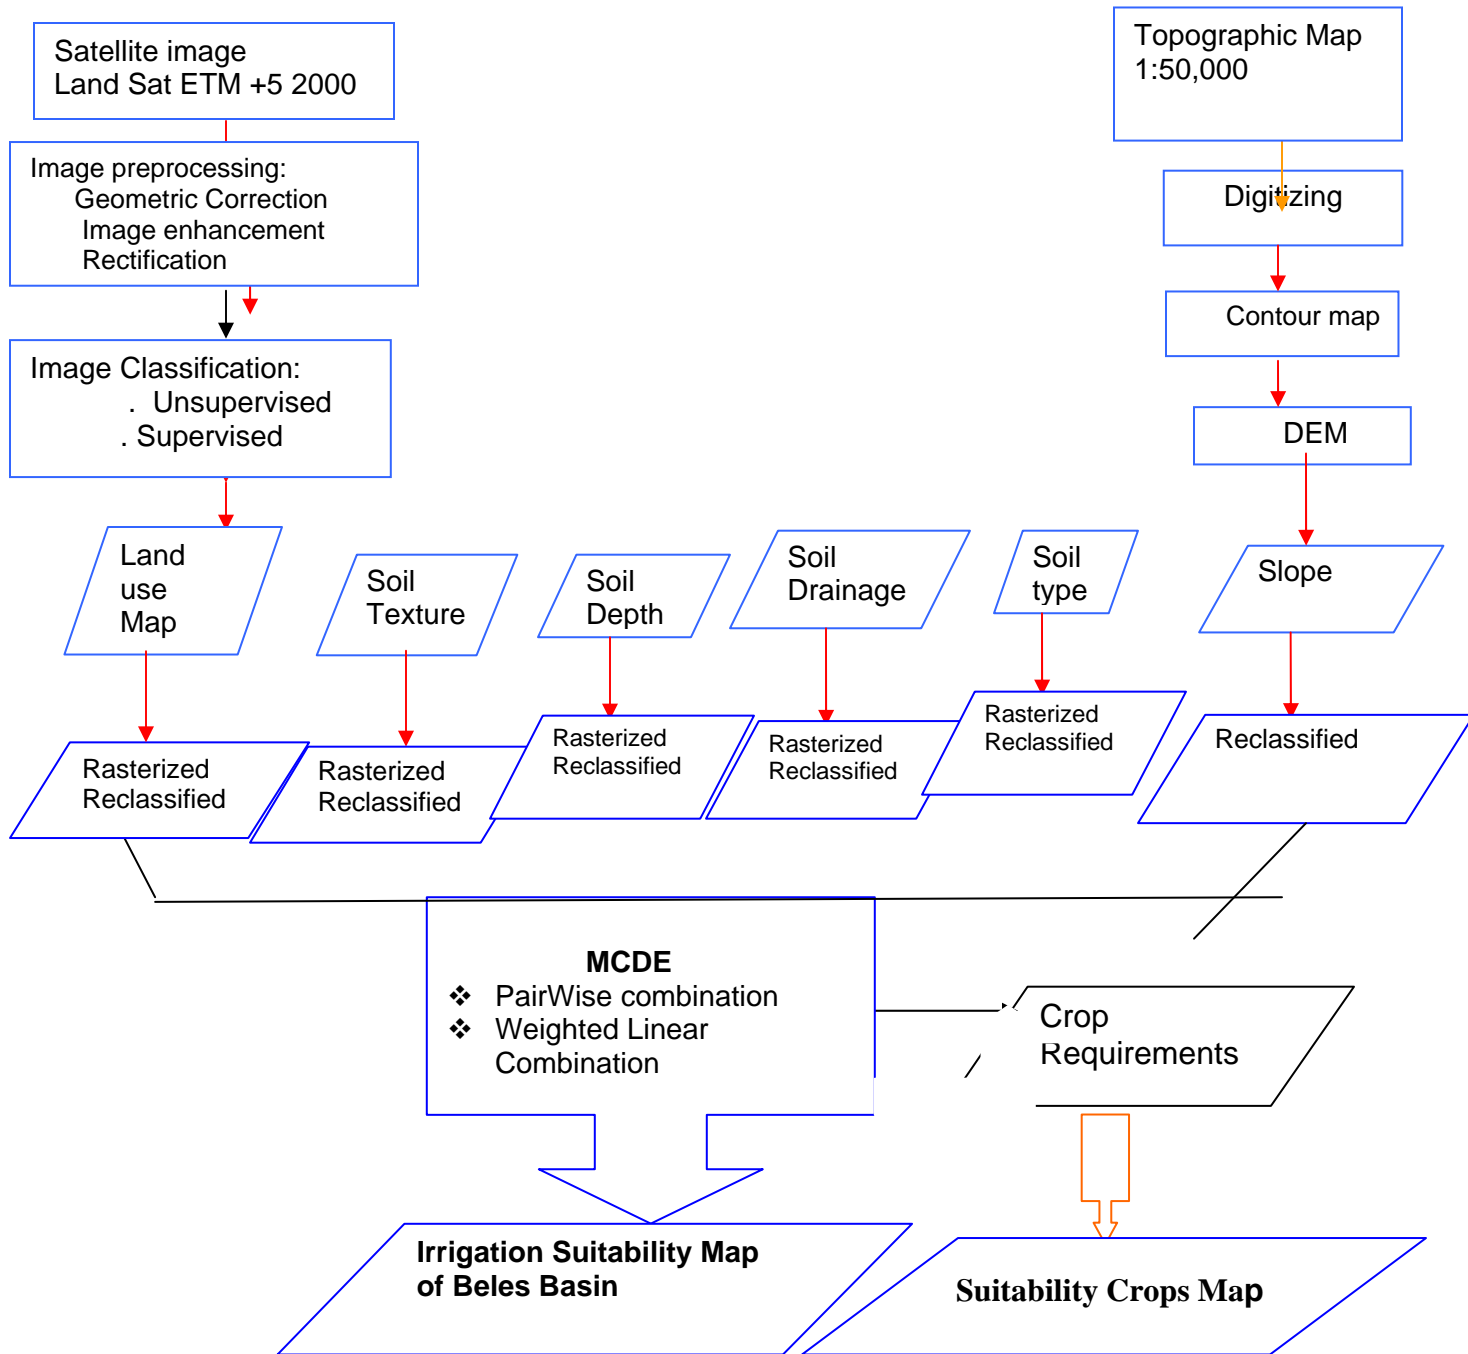 Satellite image
Land Sat ETM +5 2000
Topographic Map
1:50,000
Image preprocessing:
Geometric Correction
Image enhancement
Rectification
Digitizing
Contour map
Image Classification:
. Unsupervised
. Supervised
DEM
Land
use
Map
Soil
Texture
Soil
Depth
Soil
Drainage
Soil
type
Slope
Rasterized
Reclassified
Rasterized
Reclassified
Rasterized
Reclassified
Rasterized
Reclassified
Rasterized
Reclassified
Reclassified
MCDE
❖ PairWise combination
❖ Weighted Linear
Combination
Crop
Requirements
Irrigation Suitability Map
of Beles Basin
Suitability Crops Map